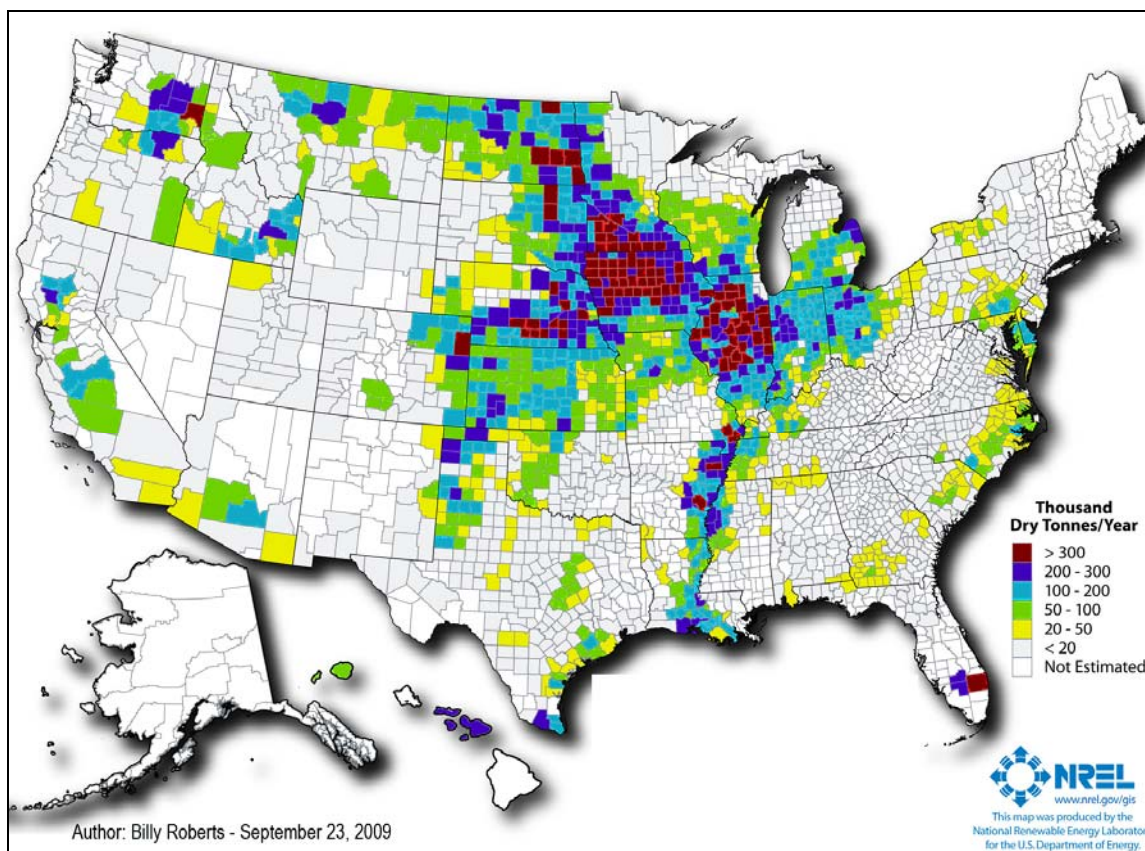 Thousand
Dry Tonnes/Year
> 300
200 - 300
100 - 200
50 - 100
20 - 50
< 20
Not Estimated
NREL
www.nrel.gov/gis
This map was produced by the
National Renewable Energy Laborator
for the U.S. Department of Energy.
Author: Billy Roberts - September 23, 2009